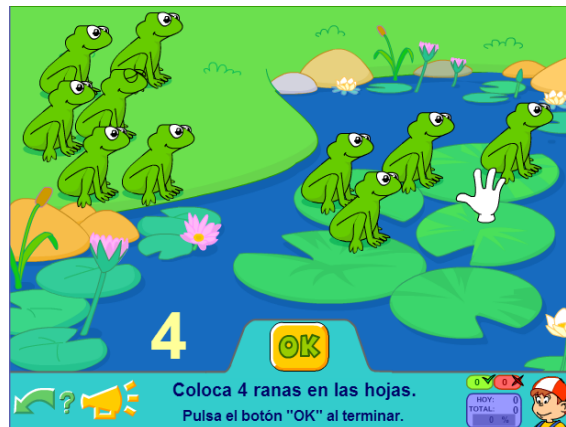 4
OK
Coloca 4 ranas en las hojas.
Pulsa el botón "OK" al terminar.
?
0 0
HOY: 0
TOTAL: 0
0 %